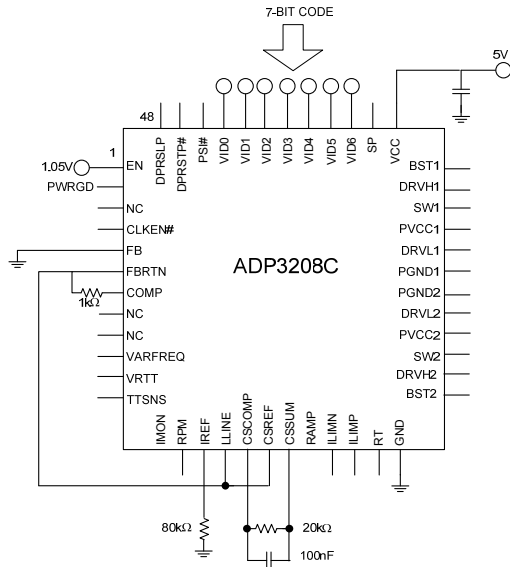 7-BIT CODE
5V
48
DPRSLP
DPRSTP#
PSI#
VID0
VID1
VID2
VID3
VID4
VID5
VID6
SP
VCC
1
1.05V
EN
PWRGD
NC
CLKEN#
FB
FBRTN
COMP
1kΩ
NC
NC
VARFREQ
VRTT
TTSNS
ADP3208C
BST1
DRVH1
SW1
PVCC1
DRVL1
PGND1
PGND2
DRVL2
PVCC2
SW2
DRVH2
BST2
IMON
RPM
IREF
LLINE
CSCOMP
CSREF
CSSUM
RAMP
ILIMN
ILIMP
RT
GND
80kΩ
20kΩ
100nF